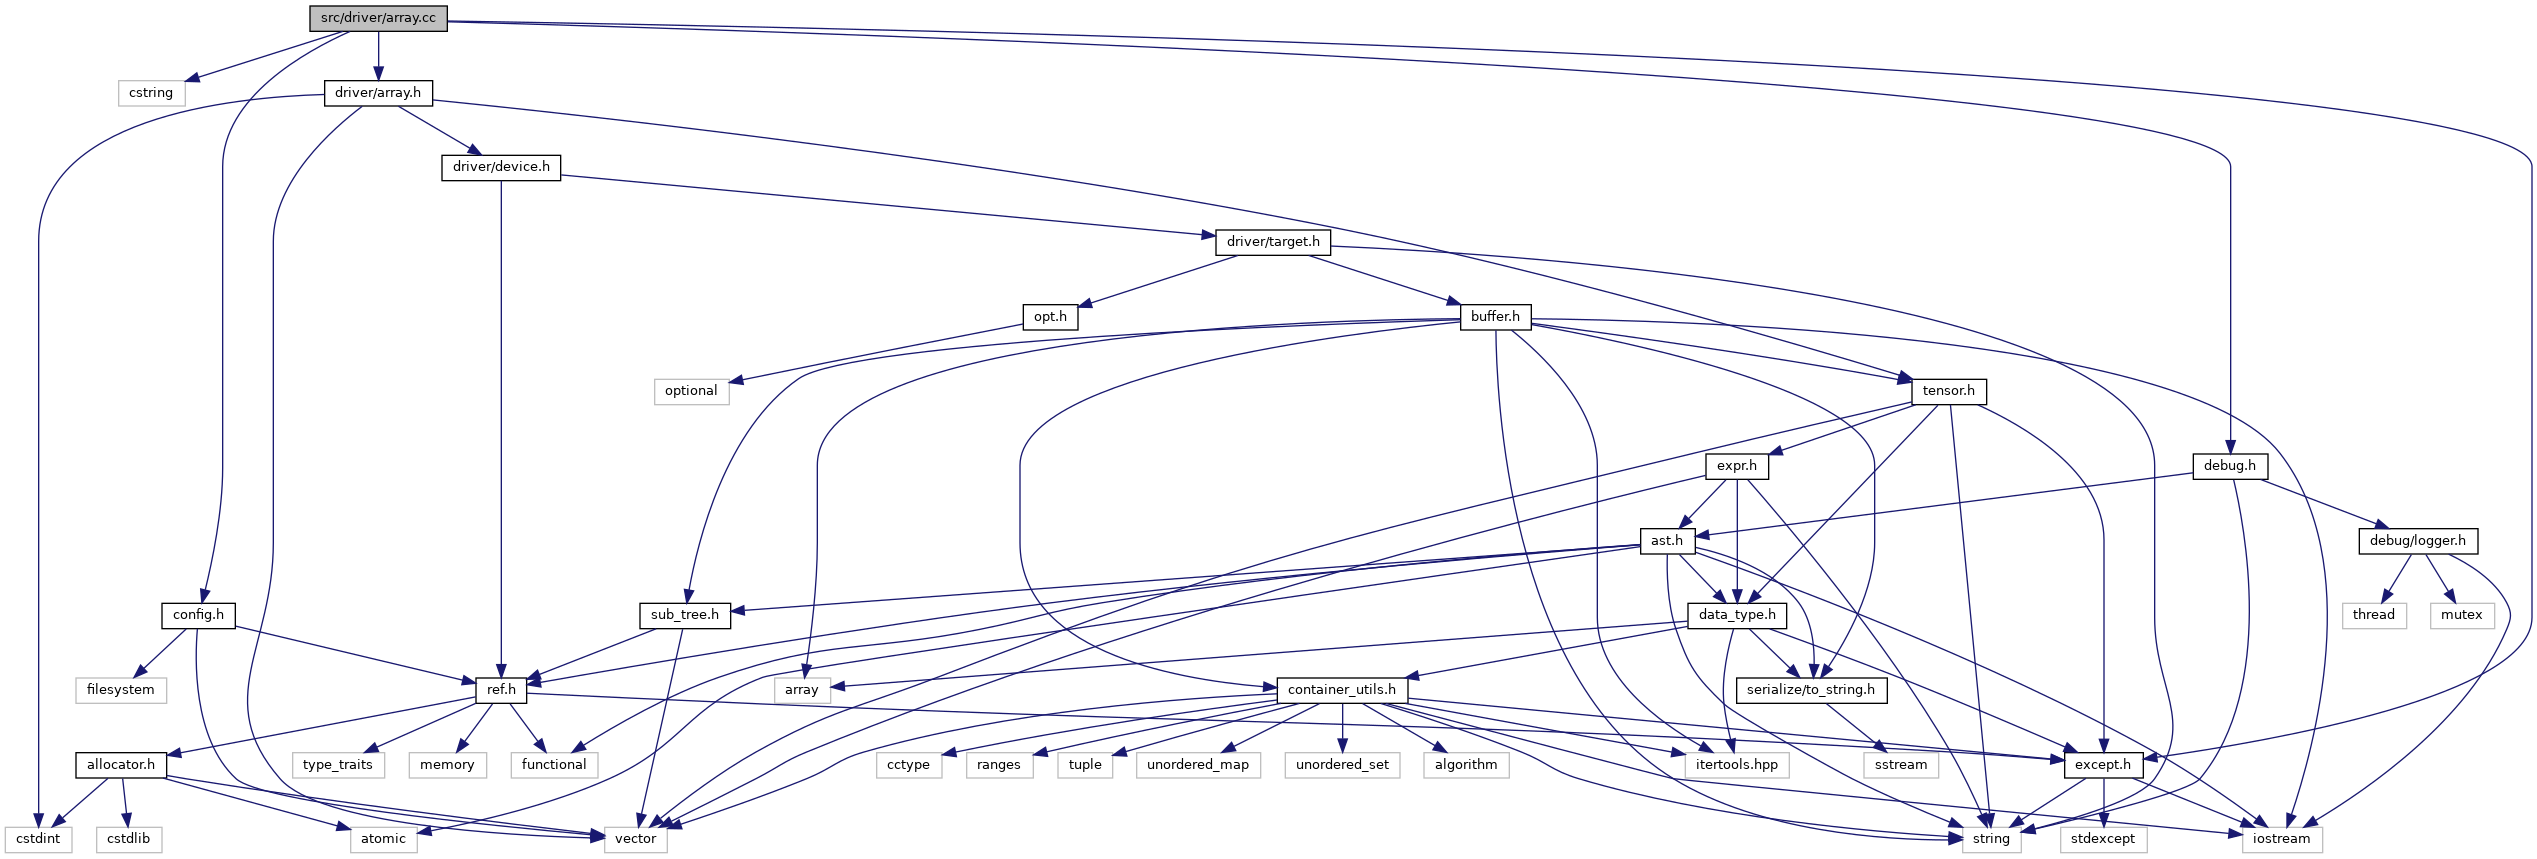 src/driver/array.cc
cstring
driver/array.h
driver/device.h
driver/target.h
opt.h
buffer.h
optional
tensor.h
expr.h
debug.h
ast.h
debug/logger.h
config.h
sub_tree.h
data_type.h
thread
mutex
filesystem
ref.h
array
container_utils.h
serialize/to_string.h
allocator.h
type_traits
memory
functional
cctype
ranges
tuple
unordered_map
unordered_set
algorithm
itertools.hpp
sstream
except.h
cstdint
cstdlib
atomic
vector
string
stdexcept
iostream